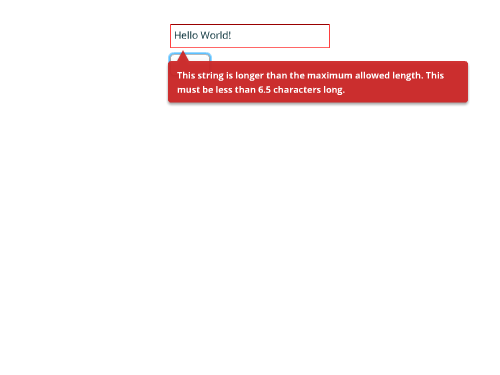 Hello World!
This string is longer than the maximum allowed length. This
must be less than 6.5 characters long.